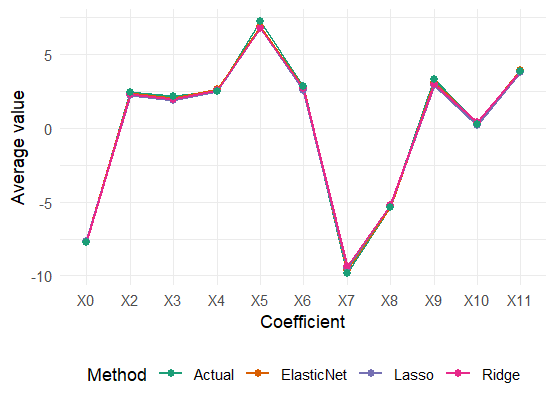 5
0
-5
-10
Average value
X0 X2 X3 X4 X5 X6 X7 X8 X9 X10 X11
Coefficient
Method Actual ElasticNet Lasso Ridge